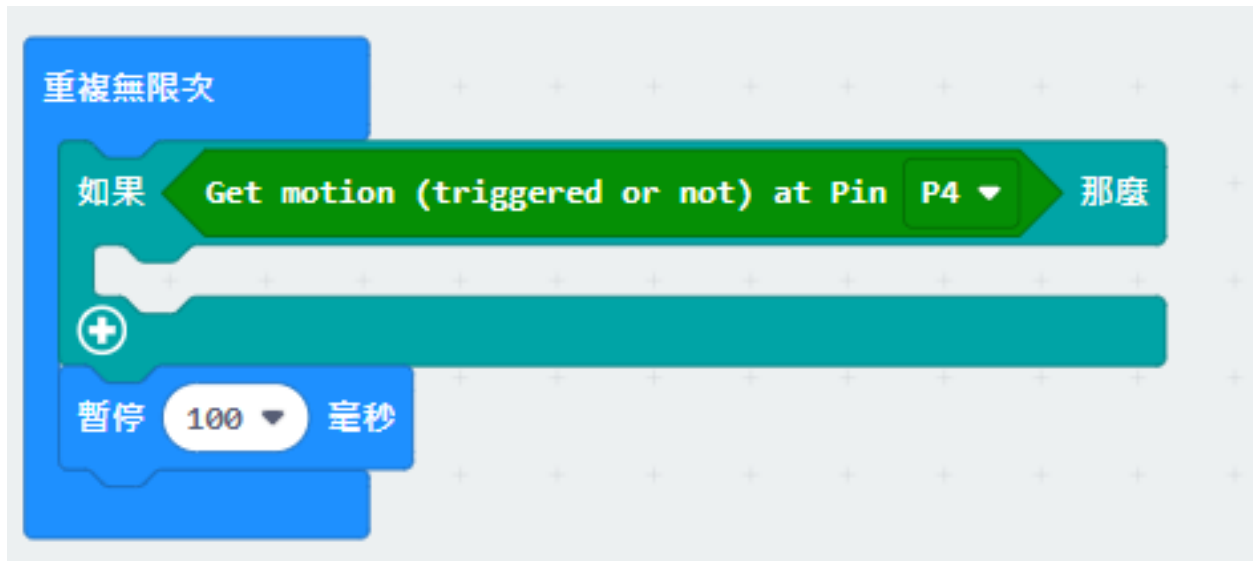 重複無限次
如果 Get motion (triggered or not) at Pin P4 那麼
暫停 100 毫秒